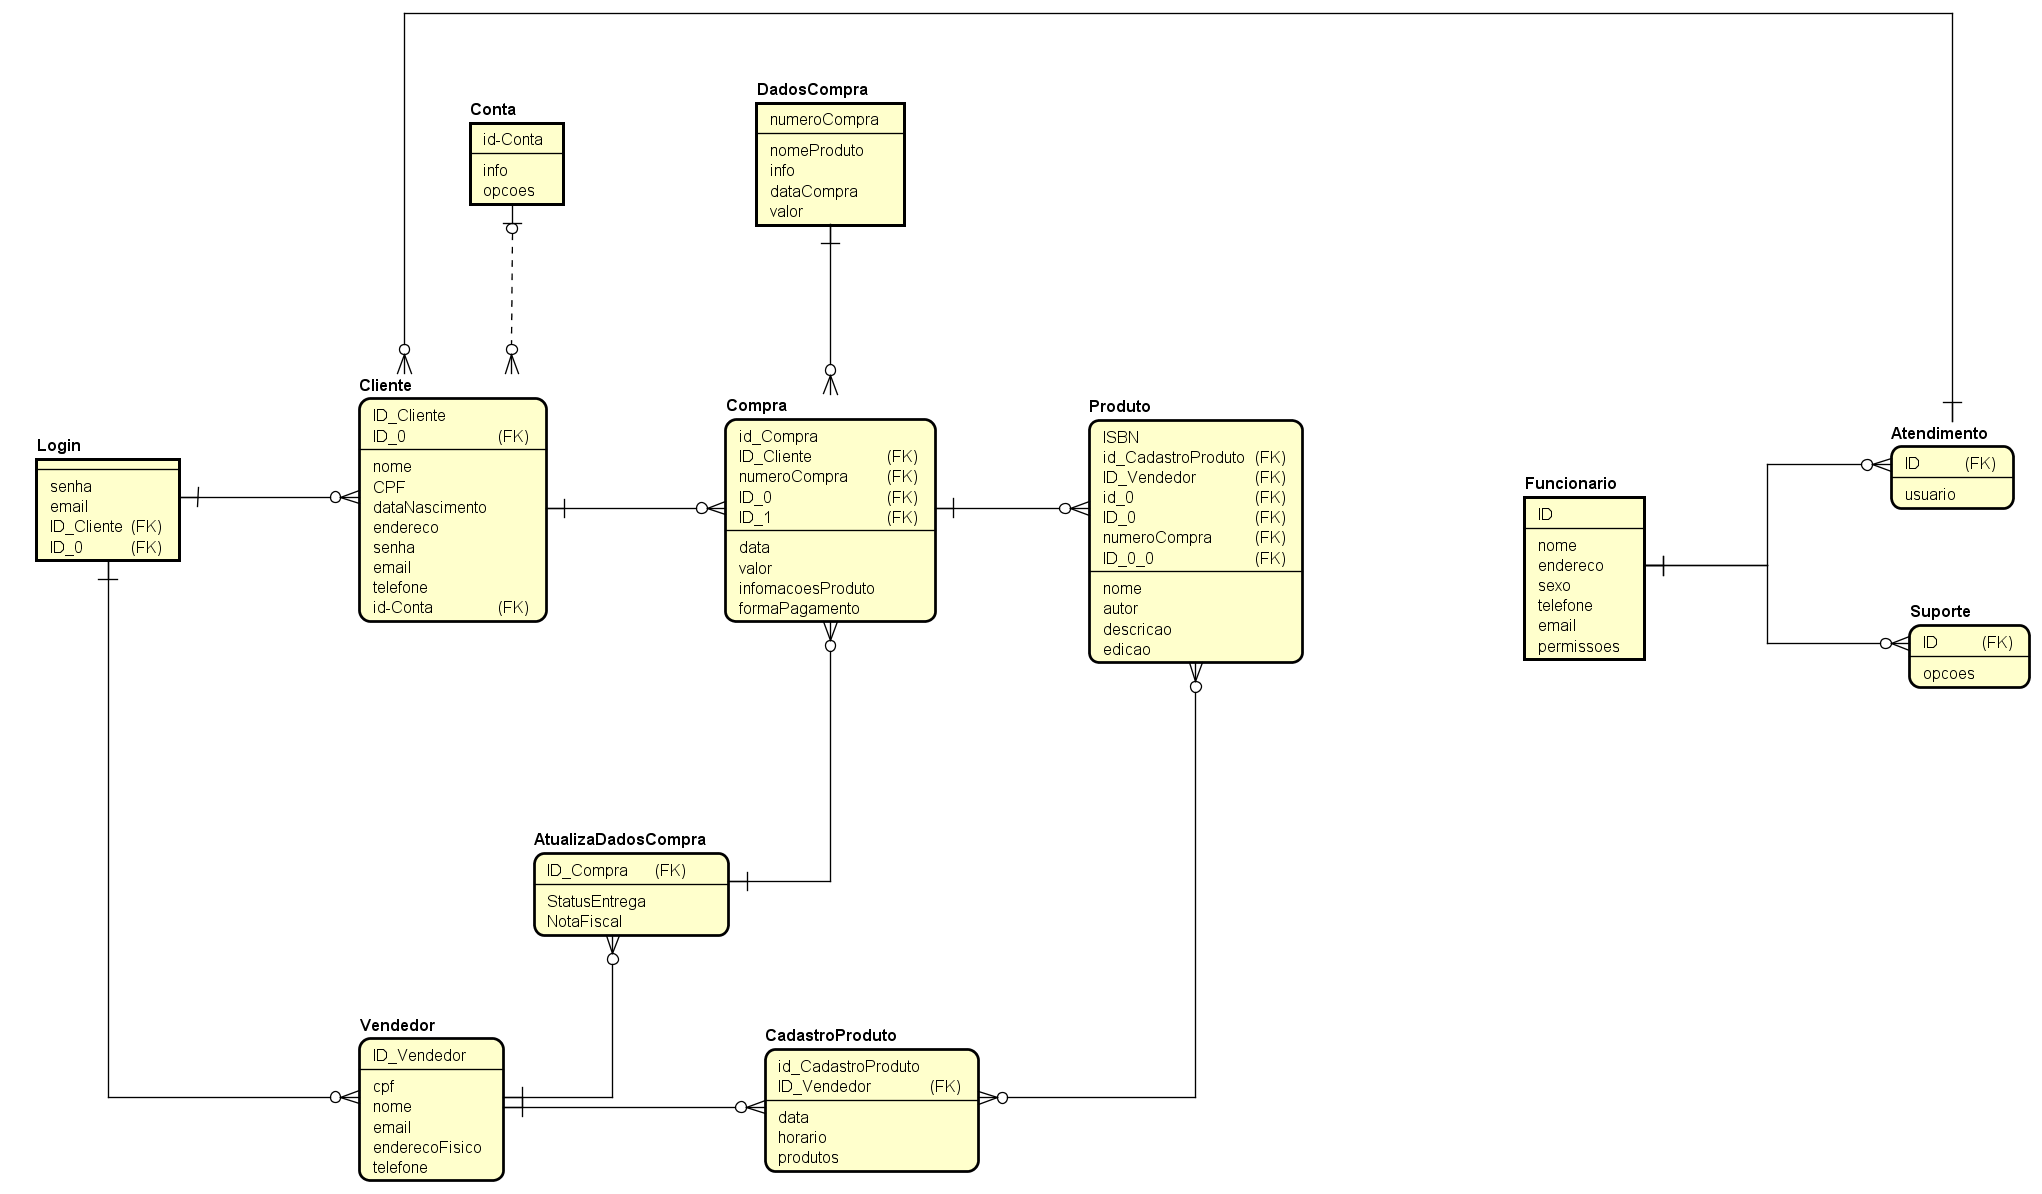 DadosCompra
numeroCompra
nomeProduto
info
dataCompra
valor
Conta
id-Conta
info
opcoes
Cliente
ID_Cliente
ID_0 (FK)
nome
CPF
dataNascimento
endereco
senha
email
telefone
id-Conta (FK)
Compra
id_Compra
ID_Cliente (FK)
numeroCompra (FK)
ID_0 (FK)
ID_1 (FK)
data
valor
infomacoesProduto
formaPagamento
Produto
ISBN
id_CadastroProduto (FK)
ID_Vendedor (FK)
id_0 (FK)
ID_0 (FK)
numeroCompra (FK)
ID_0_0 (FK)
nome
autor
descricao
edicao
Atendimento
ID (FK)
usuario
Login
senha
email
ID_Cliente (FK)
ID_0 (FK)
Funcionario
ID
nome
endereco
sexo
telefone
email
permissoes
Suporte
ID (FK)
opcoes
AtualizaDadosCompra
ID_Compra (FK)
StatusEntrega
NotaFiscal
Vendedor
ID_Vendedor
cpf
nome
email
enderecoFisico
telefone
CadastroProduto
id_CadastroProduto
ID_Vendedor (FK)
data
horario
produtos